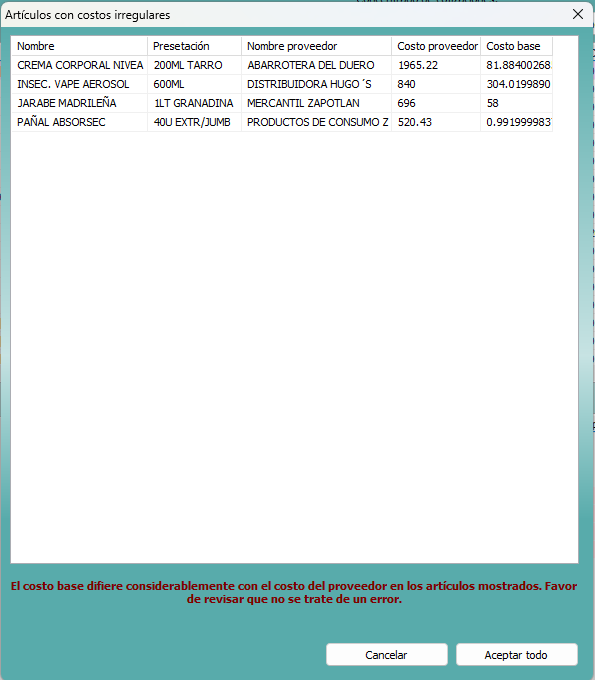 Artículos con costos irregulares
Nombre Presetación Nombre proveedor Costo proveedor Costo base
CREMA CORPORAL NIVEA 200ML TARRO ABARROTERA DEL DUERO 1965.22 81.88400268
INSEC. VAPE AEROSOL 600ML DISTRIBUIDORA HUGO ´S 840 304.0199890
JARABE MADRILEÑA 1LT GRANADINA MERCANTIL ZAPOTLAN 696 58
PAÑAL ABSORSEC 40U EXTR/JUMB PRODUCTOS DE CONSUMO Z 520.43 0.991999983
El costo base difiere considerablemente con el costo del proveedor en los artículos mostrados. Favor
de revisar que no se trate de un error.
Cancelar Aceptar todo